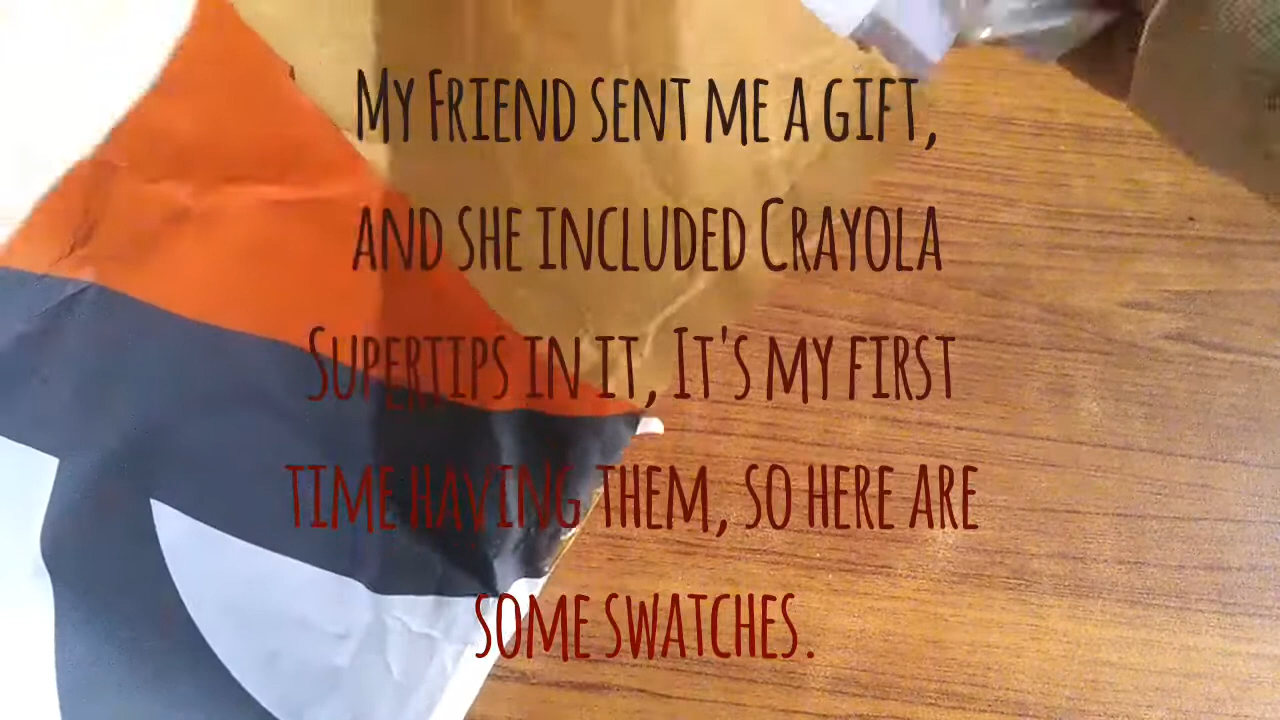 My Friend sent me a gift,
and she included Crayola
Supertips in it, It's my first
time having them, so here are
some swatches.